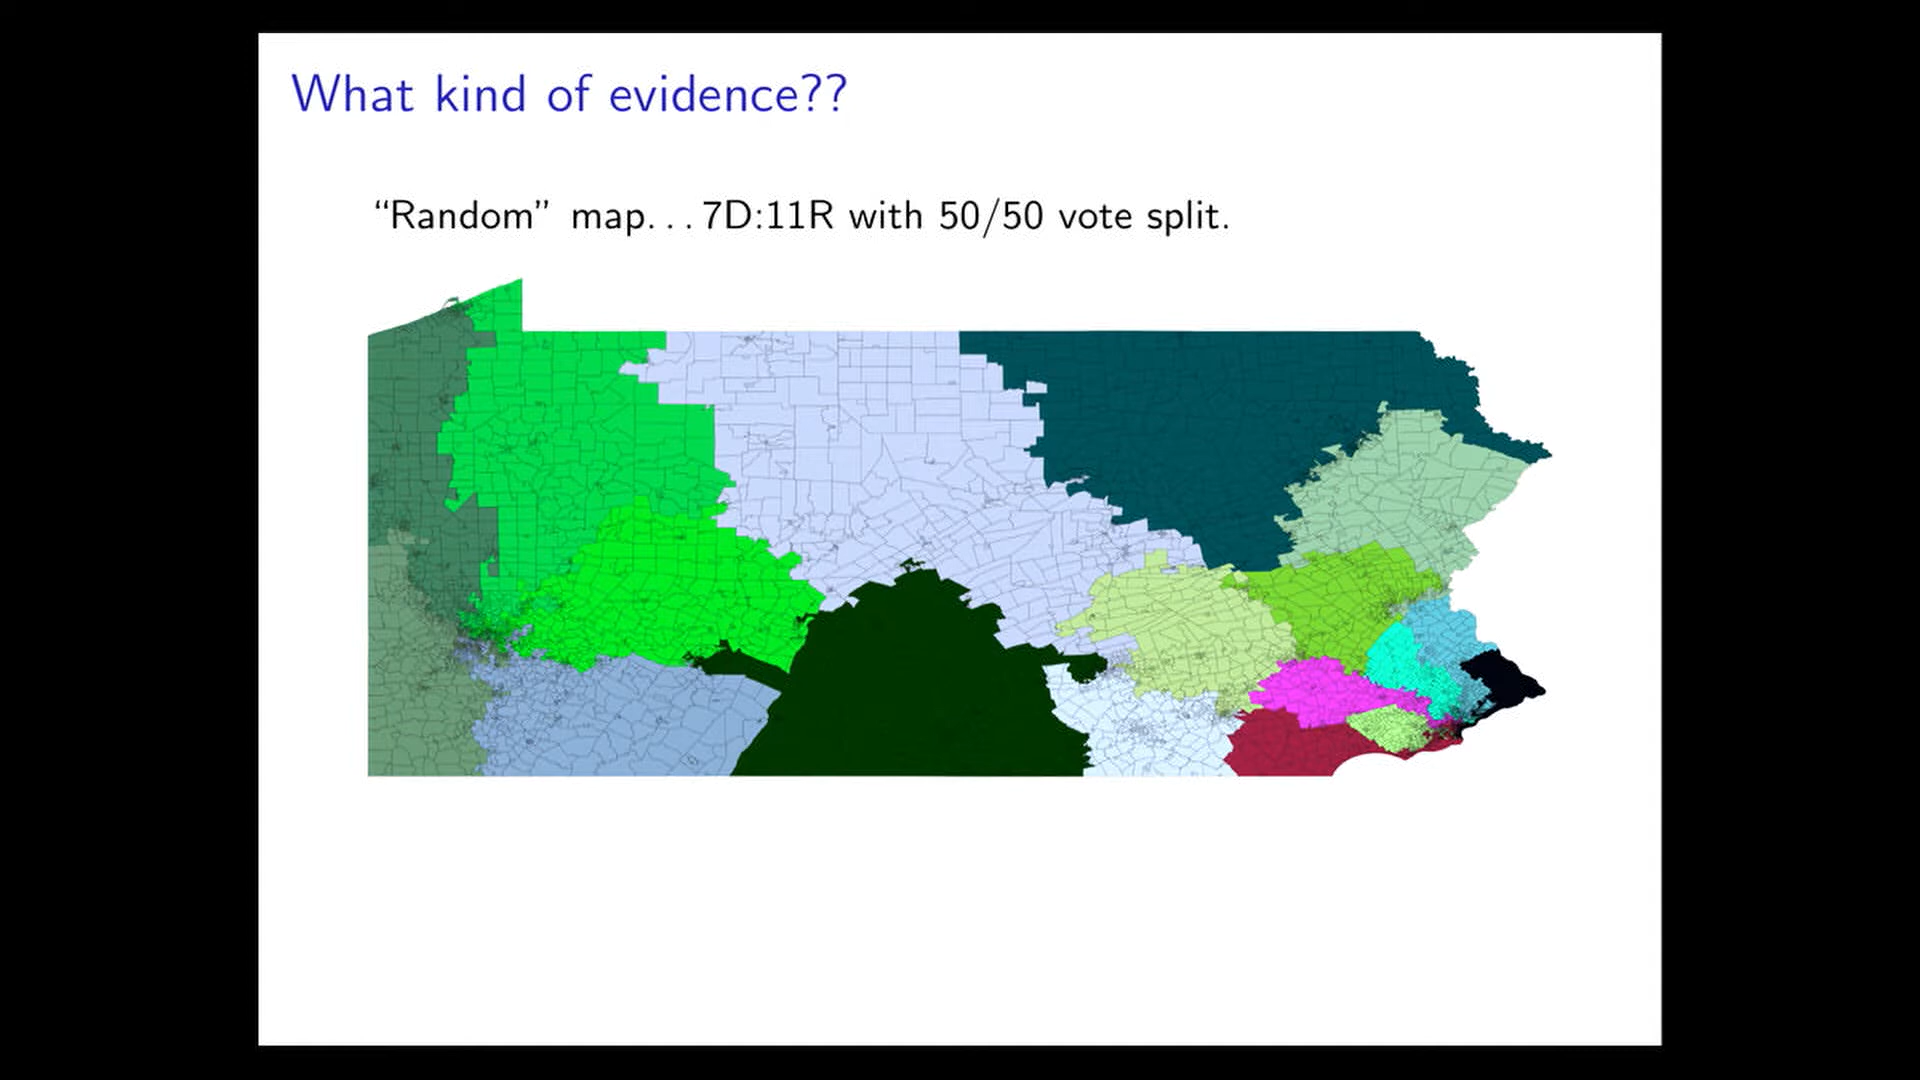 What kind of evidence??
“Random” map. . . 7D:11R with 50/50 vote split.